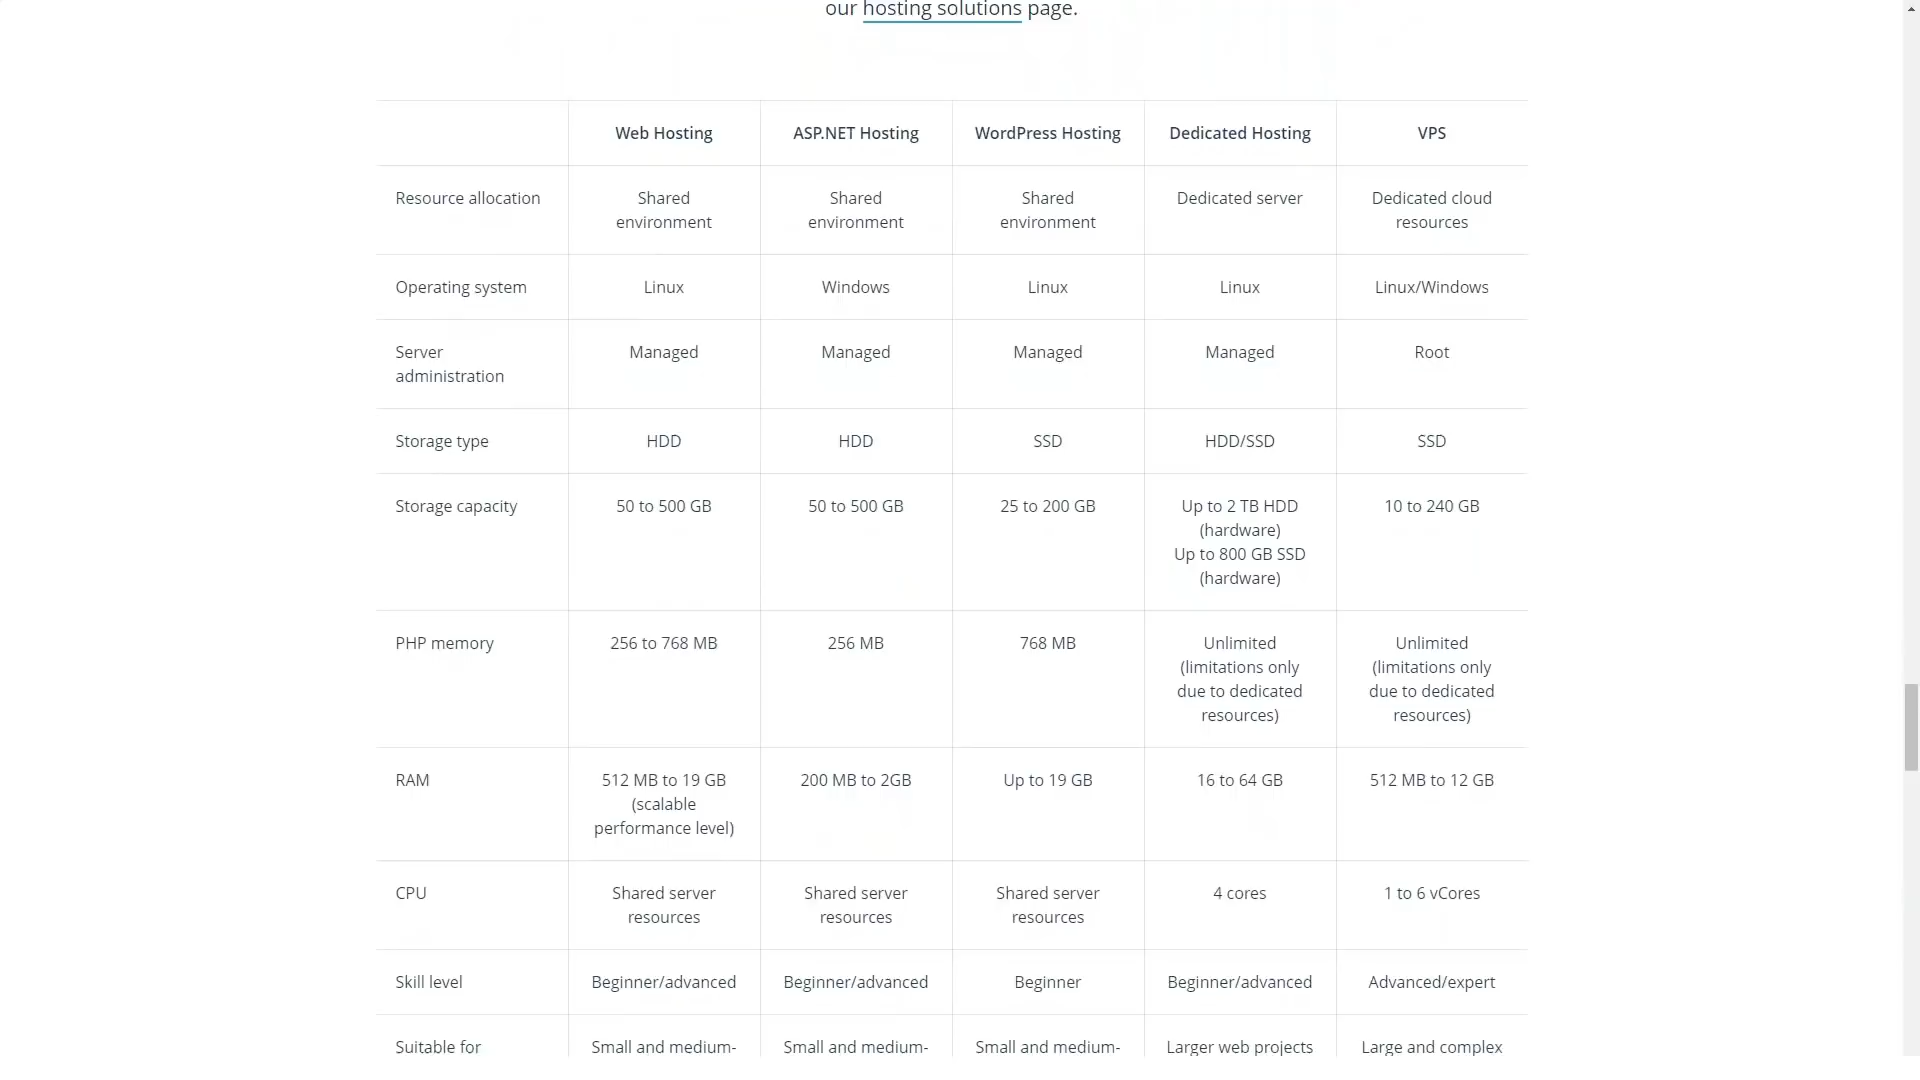 our hosting solutions page.
Web Hosting ASP.NET Hosting WordPress Hosting Dedicated Hosting VPS
Resource allocation Shared Shared Shared Dedicated server Dedicated cloud
environment environment environment resources
Operating system Linux Windows Linux Linux Linux/Windows
Server Managed Managed Managed Managed Root
administration
Storage type HDD HDD SSD HDD/SSD SSD
Storage capacity 50 to 500 GB 50 to 500 GB 25 to 200 GB Up to 2 TB HDD 10 to 240 GB
(hardware)
Up to 800 GB SSD
(hardware)
PHP memory 256 to 768 MB 256 MB 768 MB Unlimited Unlimited
(limitations only (limitations only
due to dedicated due to dedicated
resources) resources)
RAM 512 MB to 19 GB 200 MB to 2GB Up to 19 GB 16 to 64 GB 512 MB to 12 GB
(scalable
performance level)
CPU Shared server Shared server Shared server 4 cores 1 to 6 vCores
resources resources resources
Skill level Beginner/advanced Beginner/advanced Beginner Beginner/advanced Advanced/expert
Suitable for Small and medium- Small and medium- Small and medium- Larger web projects Large and complex